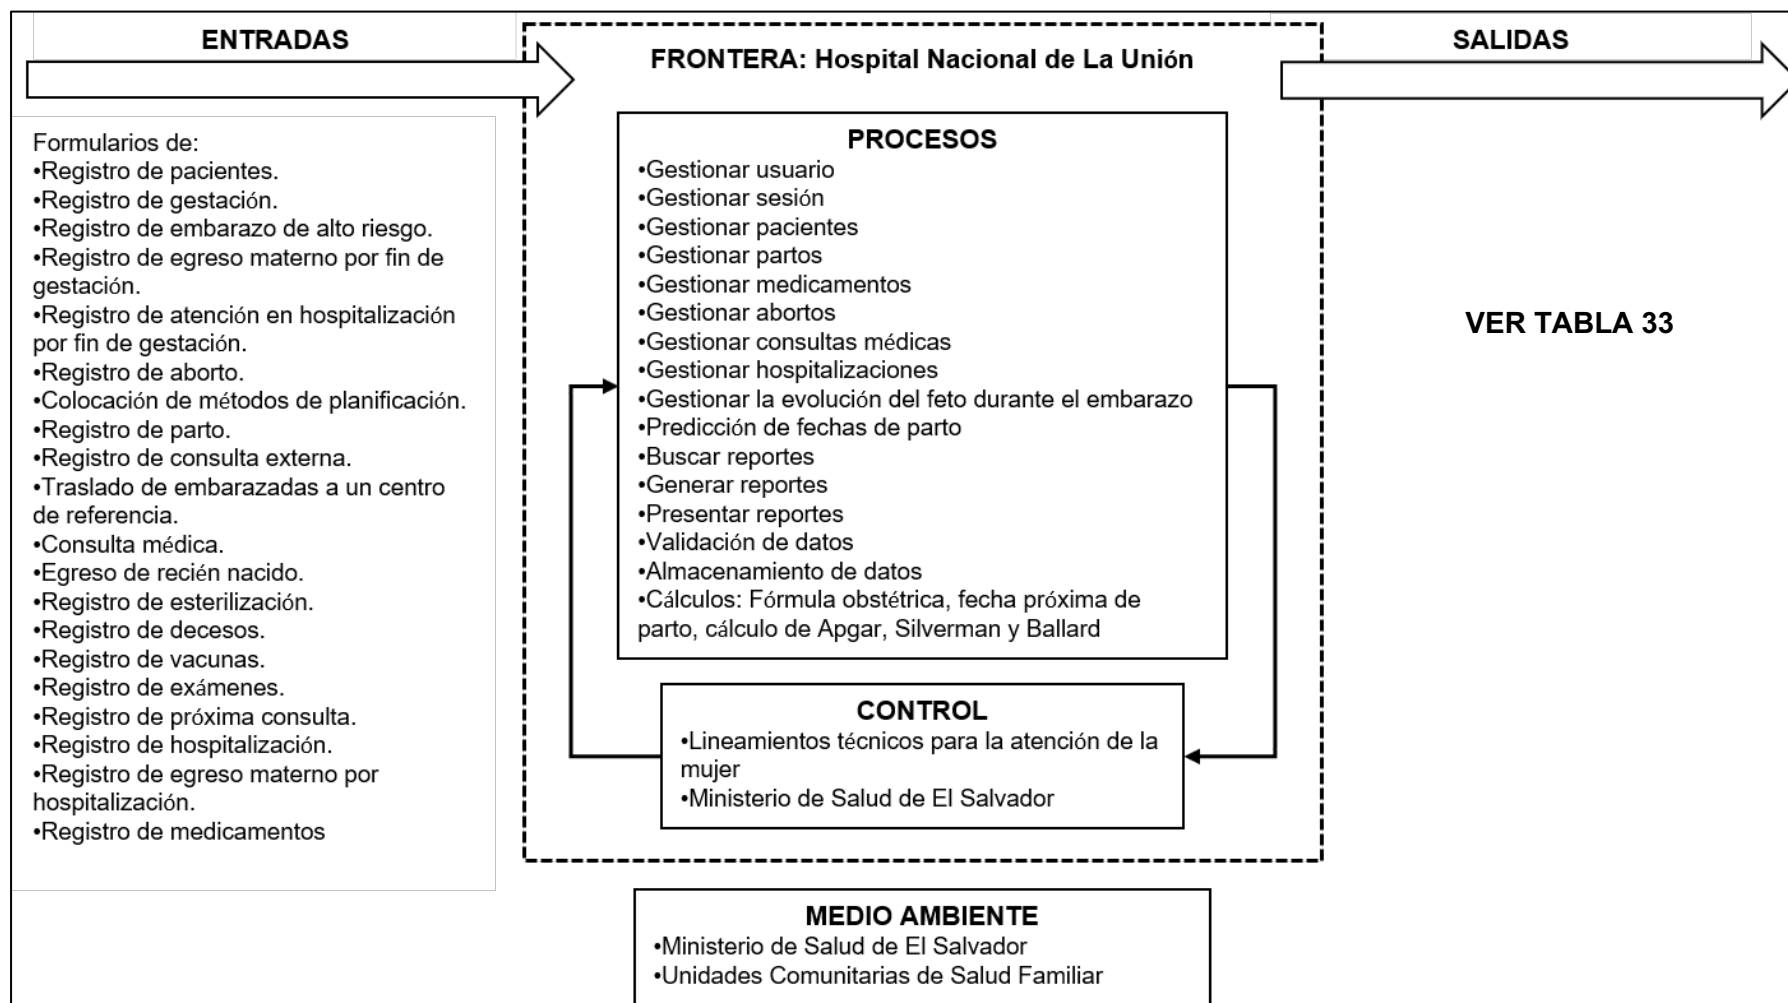 ENTRADAS
Formularios de:
•Registro de pacientes.
•Registro de gestación.
•Registro de embarazo de alto riesgo.
•Registro de egreso materno por fin de
gestación.
•Registro de atención en hospitalización
por fin de gestación.
•Registro de aborto.
•Colocación de métodos de planificación.
•Registro de parto.
•Registro de consulta externa.
•Traslado de embarazadas a un centro
de referencia.
•Consulta médica.
•Egreso de recién nacido.
•Registro de esterilización.
•Registro de decesos.
•Registro de vacunas.
•Registro de exámenes.
•Registro de próxima consulta.
•Registro de hospitalización.
•Registro de egreso materno por
hospitalización.
•Registro de medicamentos
FRONTERA: Hospital Nacional de La Unión
PROCESOS
•Gestionar usuario
•Gestionar sesión
•Gestionar pacientes
•Gestionar partos
•Gestionar medicamentos
•Gestionar abortos
•Gestionar consultas médicas
•Gestionar hospitalizaciones
•Gestionar la evolución del feto durante el embarazo
•Predicción de fechas de parto
•Buscar reportes
•Generar reportes
•Presentar reportes
•Validación de datos
•Almacenamiento de datos
•Cálculos: Fórmula obstétrica, fecha próxima de
parto, cálculo de Apgar, Silverman y Ballard
CONTROL
•Lineamientos técnicos para la atención de la
mujer
•Ministerio de Salud de El Salvador
MEDIO AMBIENTE
•Ministerio de Salud de El Salvador
•Unidades Comunitarias de Salud Familiar
SALIDAS
VER TABLA 33